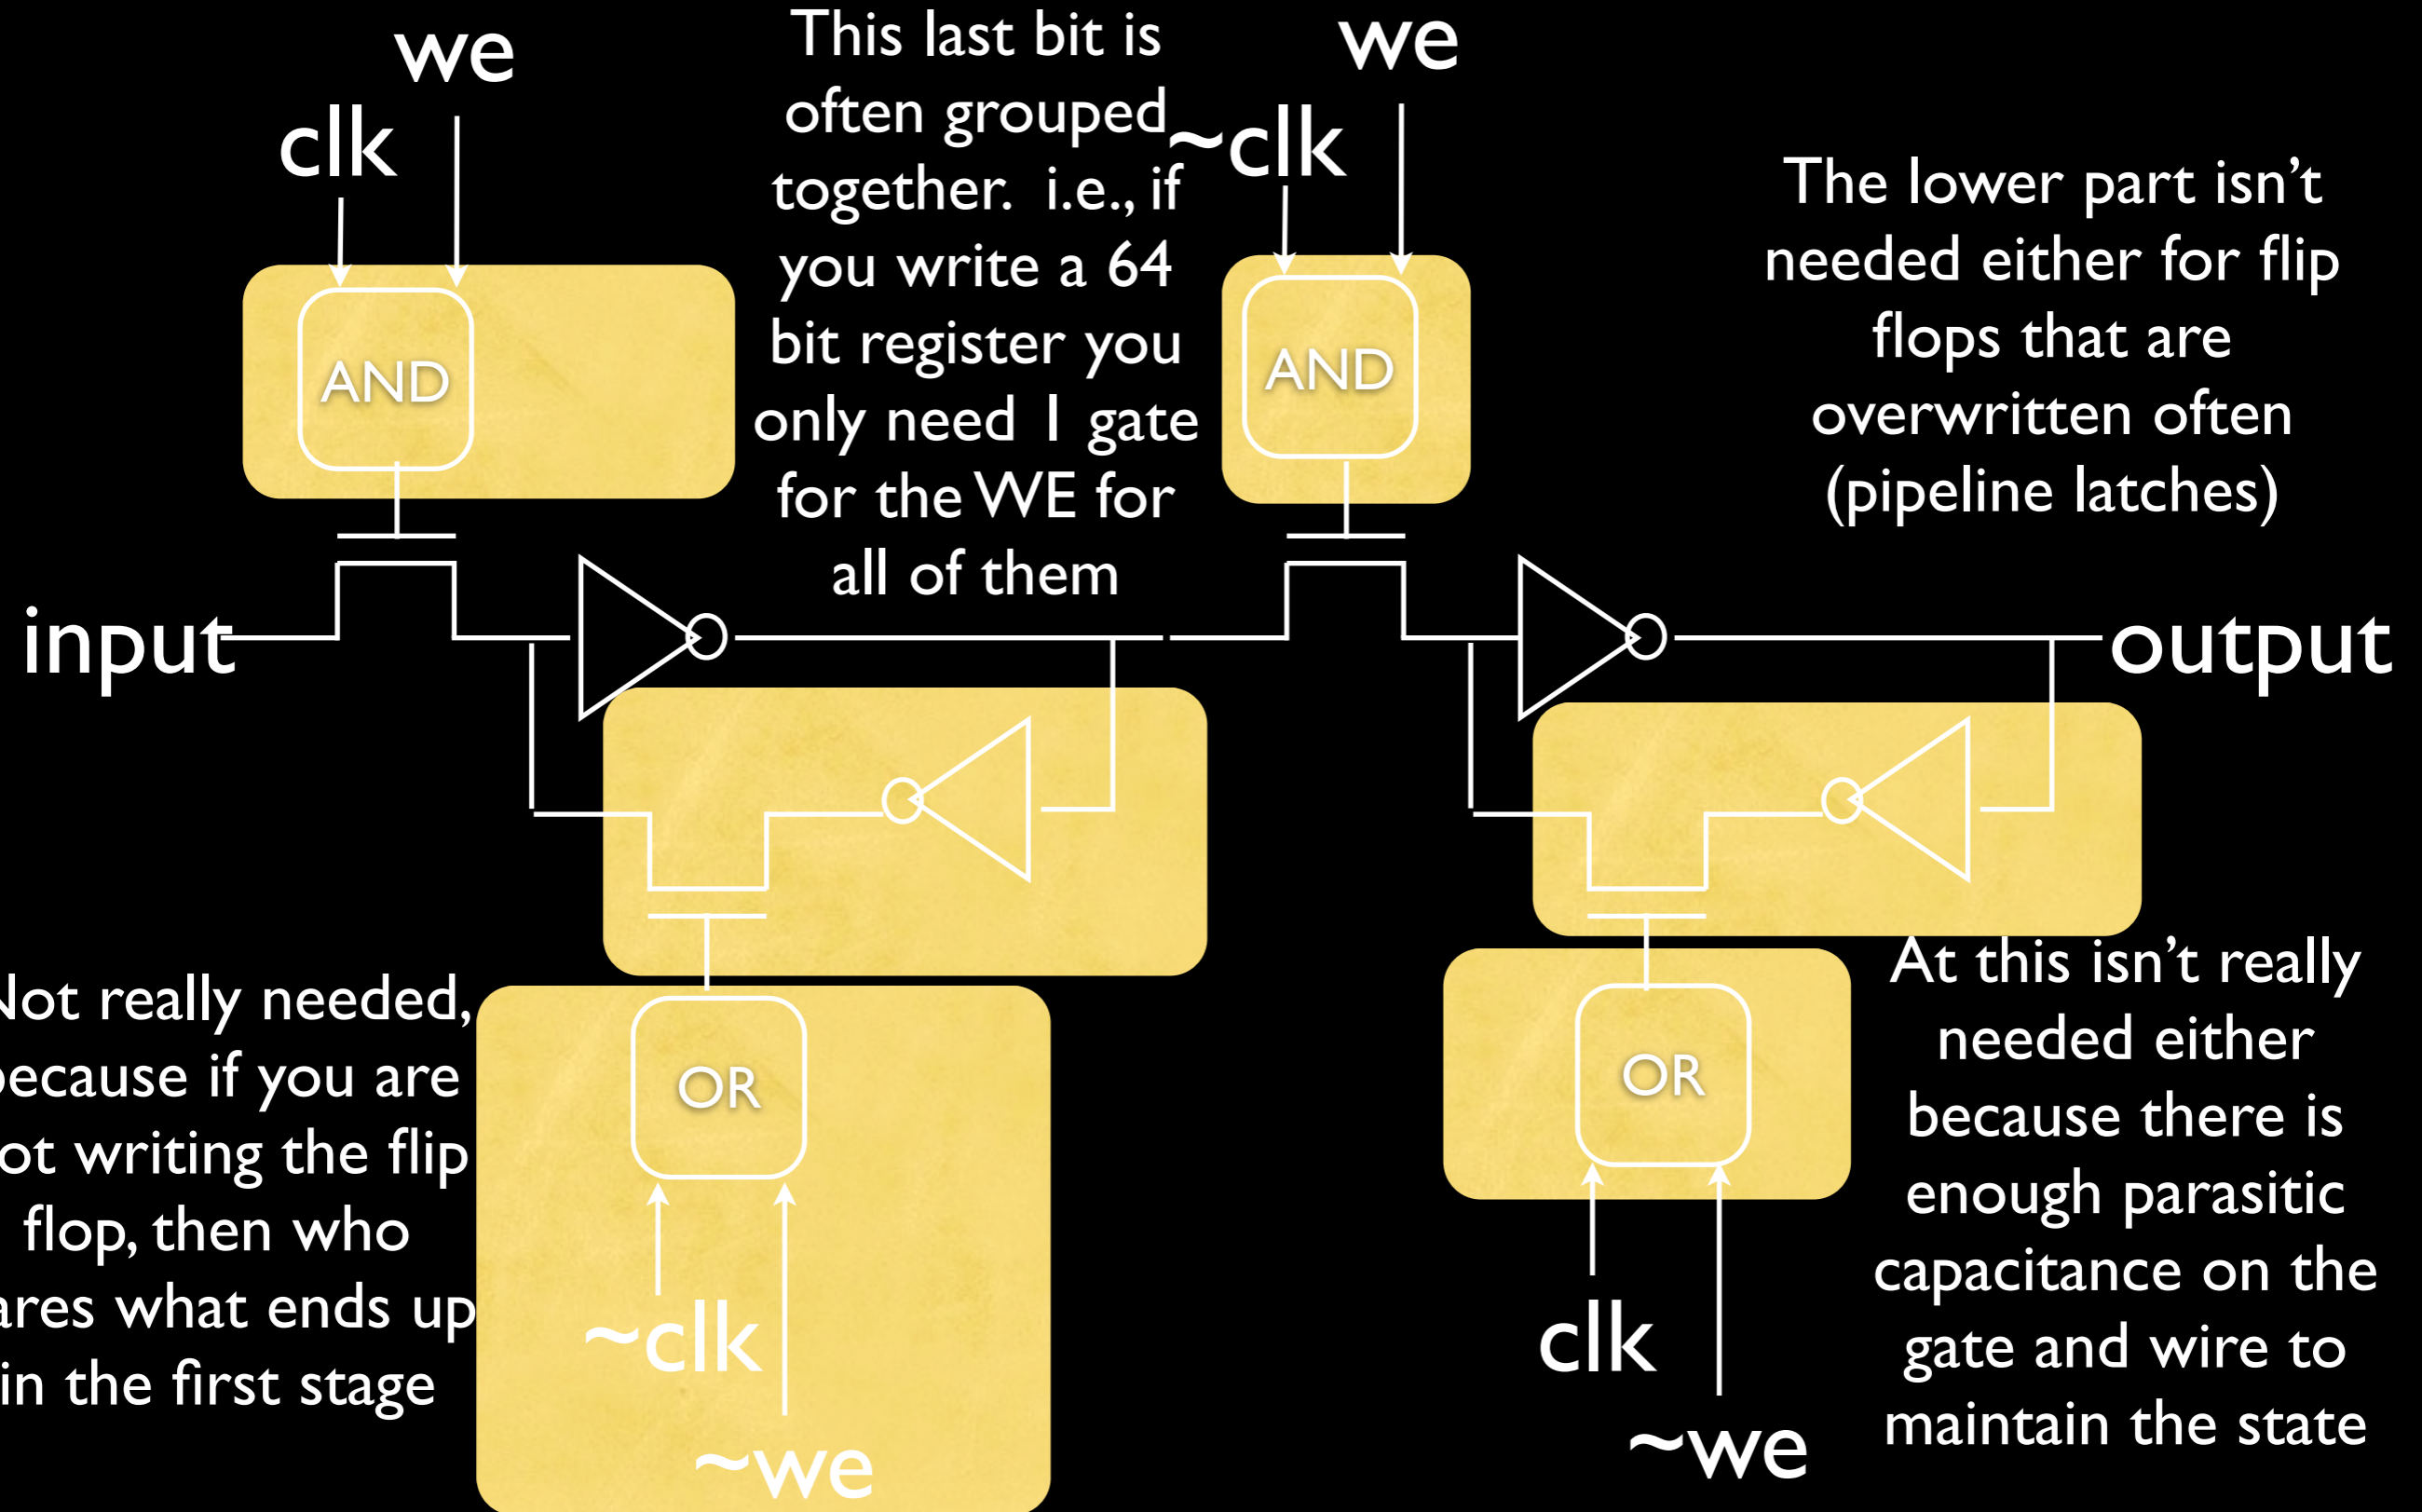 we
clk
AND
This last bit is
often grouped
together. i.e., if
you write a 64
bit register you
only need 1 gate
for the WE for
all of them
we
~clk
AND
The lower part isn't
needed either for flip
flops that are
overwritten often
(pipeline latches)
input
output
Not really needed,
because if you are
ot writing the flip
flop, then who
ares what ends up
in the first stage
OR
~clk
~we
OR
clk
~we
At this isn't really
needed either
because there is
enough parasitic
capacitance on the
gate and wire to
maintain the state